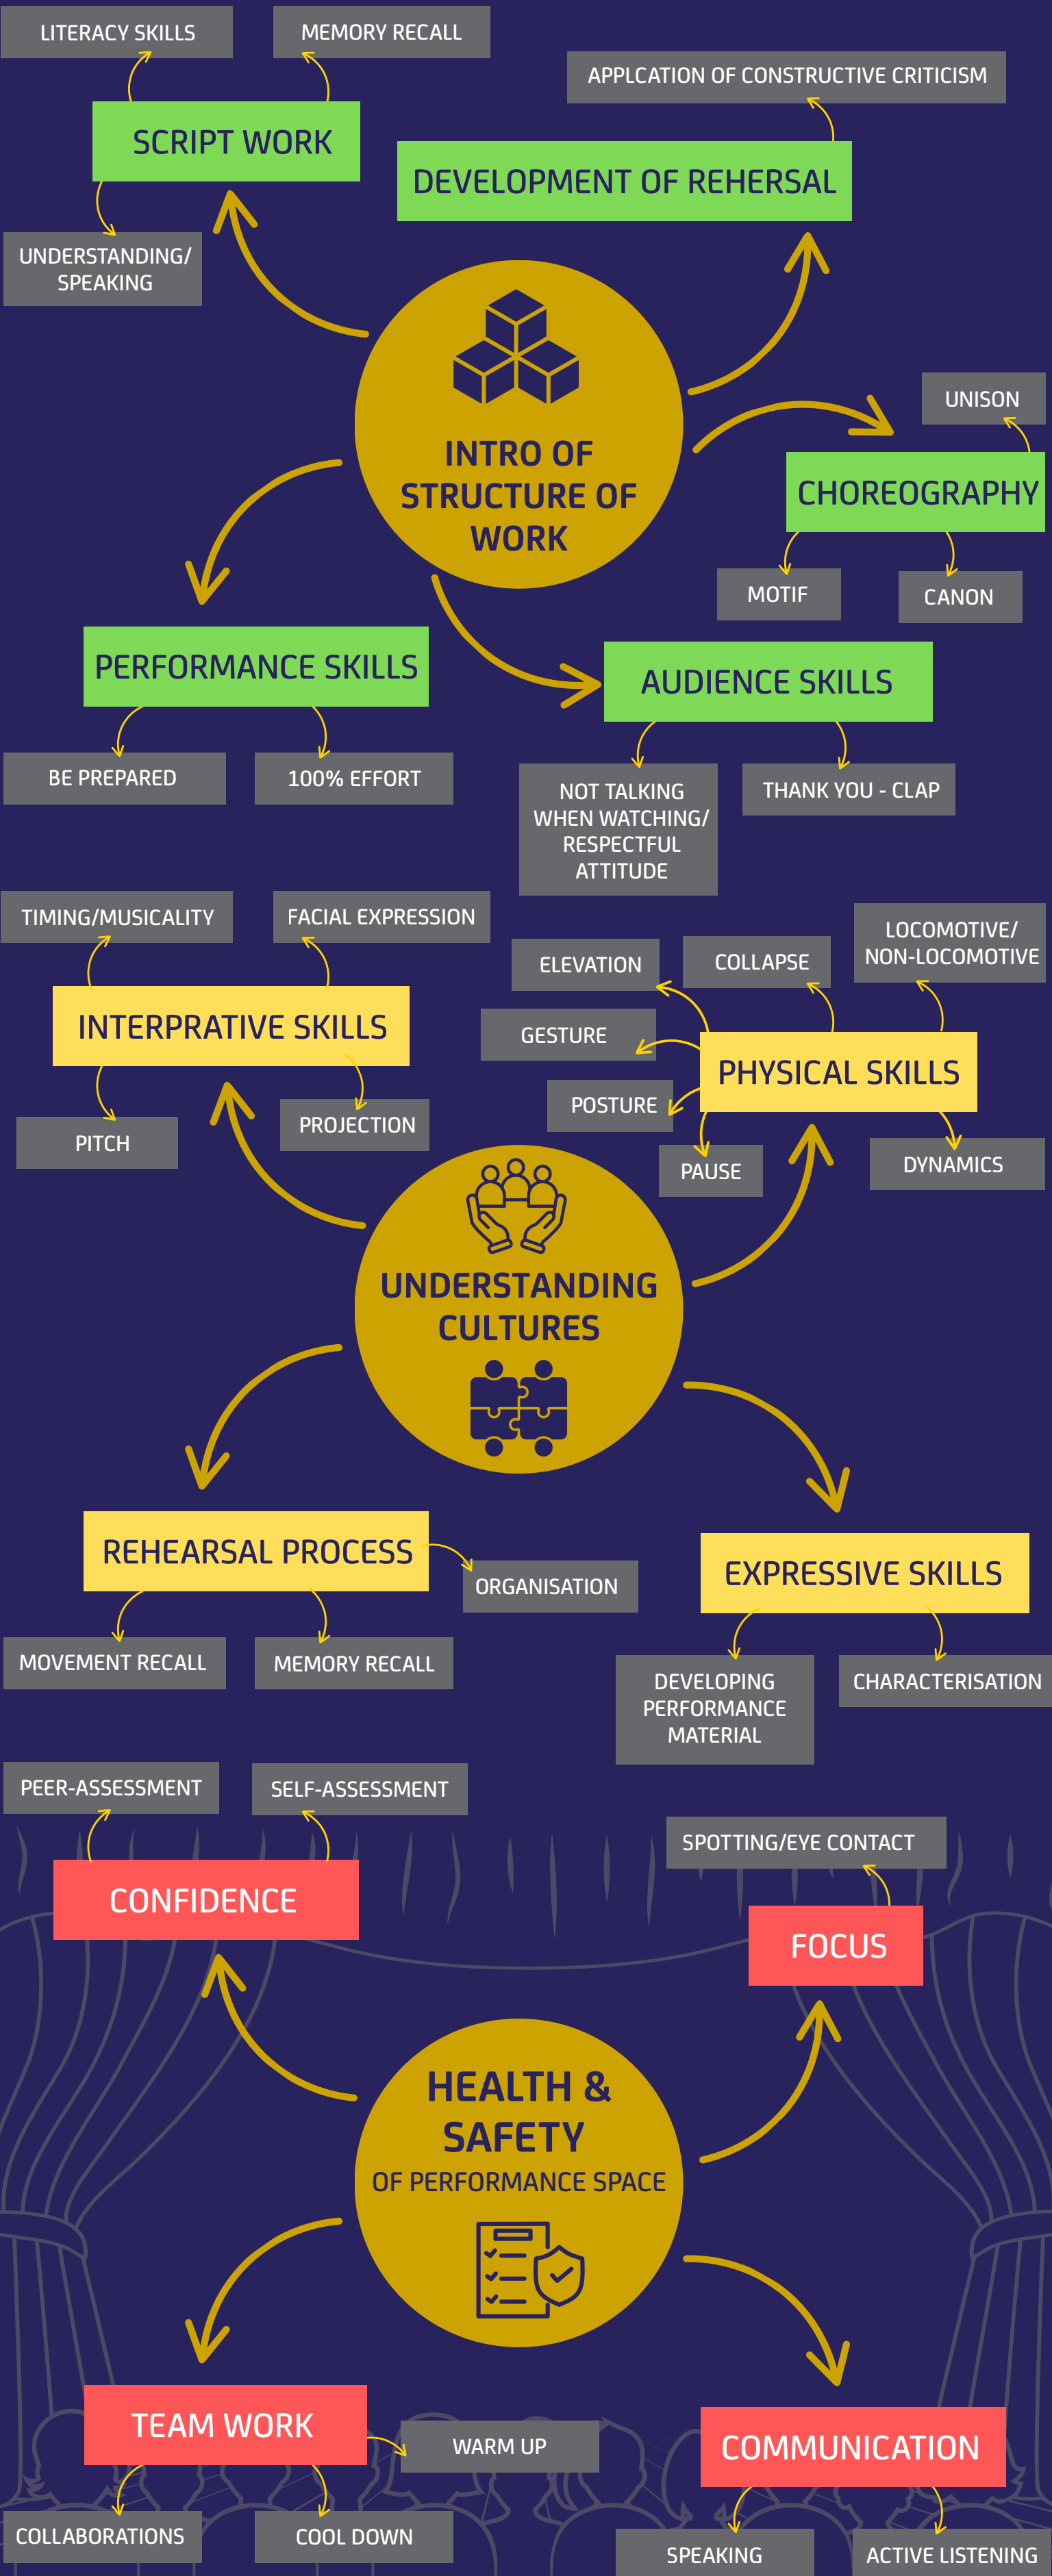 LITERACY SKILLS
MEMORY RECALL
APPLCATION OF CONSTRUCTIVE CRITICISM
SCRIPT WORK
DEVELOPMENT OF REHERSAL
UNDERSTANDING/
SPEAKING
INTRO OF
STRUCTURE OF
WORK
UNISON
CHOREOGRAPHY
MOTIF
CANON
PERFORMANCE SKILLS
AUDIENCE SKILLS
BE PREPARED
100% EFFORT
NOT TALKING
WHEN WATCHING/
RESPECTFUL
ATTITUDE
THANK YOU - CLAP
TIMING/MUSICALITY
FACIAL EXPRESSION
ELEVATION
COLLAPSE
LOCOMOTIVE/
NON-LOCOMOTIVE
INTERPRATIVE SKILLS
GESTURE
PHYSICAL SKILLS
POSTURE
PITCH
PROJECTION
PAUSE
DYNAMICS
UNDERSTANDING
CULTURES
REHEARSAL PROCESS
ORGANISATION
EXPRESSIVE SKILLS
MOVEMENT RECALL
MEMORY RECALL
DEVELOPING
PERFORMANCE
MATERIAL
CHARACTERISATION
PEER-ASSESSMENT
SELF-ASSESSMENT
SPOTTING/EYE CONTACT
CONFIDENCE
FOCUS
HEALTH &
SAFETY
OF PERFORMANCE SPACE
TEAM WORK
WARM UP
COMMUNICATION
COLLABORATIONS
COOL DOWN
SPEAKING
ACTIVE LISTENING